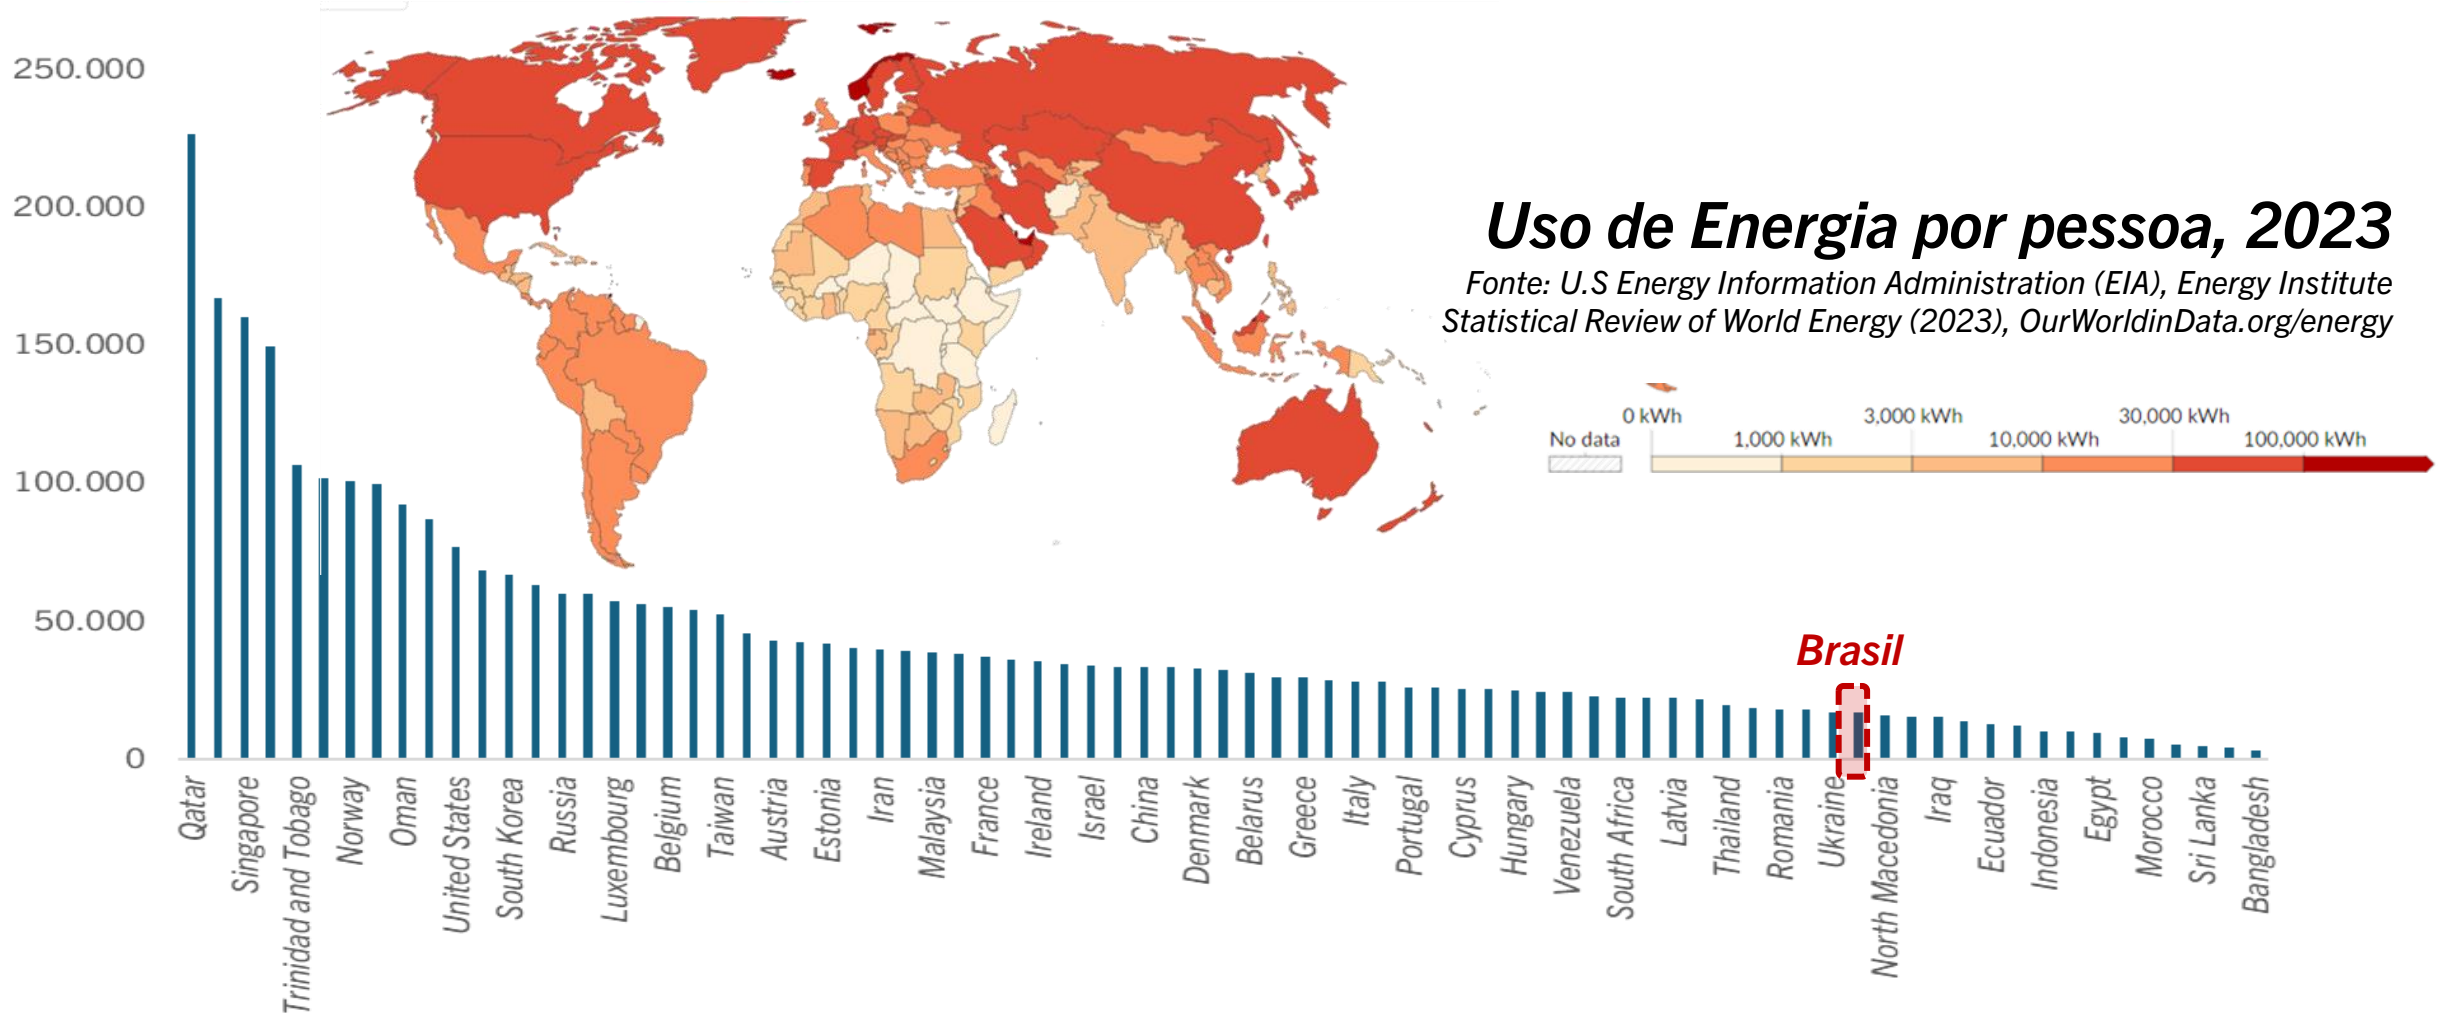 250.000
200.000
150.000
100.000
50.000
0
Uso de Energia por pessoa, 2023
Fonte: U.S Energy Information Administration (EIA), Energy Institute
Statistical Review of World Energy (2023), OurWorldinData.org/energy
No data
0 kWh
1,000 kWh
3,000 kWh
10,000 kWh
30,000 kWh
100,000 kWh
Brasil
Qatar
Singapore
Trinidad and Tobago
Norway
Oman
United States
South Korea
Russia
Luxembourg
Belgium
Taiwan
Austria
Estonia
Iran
Malaysia
France
Ireland
Israel
China
Denmark
Belarus
Greece
Italy
Portugal
Cyprus
Hungary
Venezuela
South Africa
Latvia
Thailand
Romania
Ukraine
North Macedonia
Iraq
Ecuador
Indonesia
Egypt
Morocco
Sri Lanka
Bangladesh